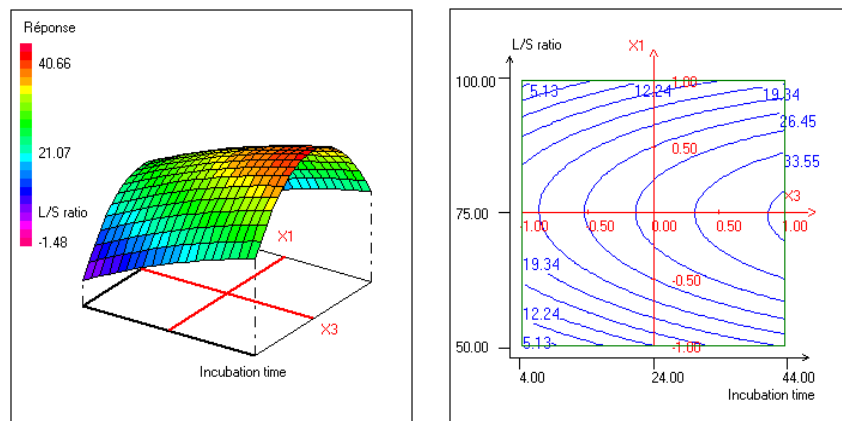 Réponse
40.66
21.07
L/S ratio
-1.48
X1
X3
Incubation time
L/S ratio
X1
100.00
5.13
12.24
1.00
19.34
26.45
0.50
33.55
X3
75.00
-1.00
-0.50
0.00
0.50
1.00
19.34
-0.50
12.24
5.13
-1.00
50.00
4.00
24.00
44.00
Incubation time